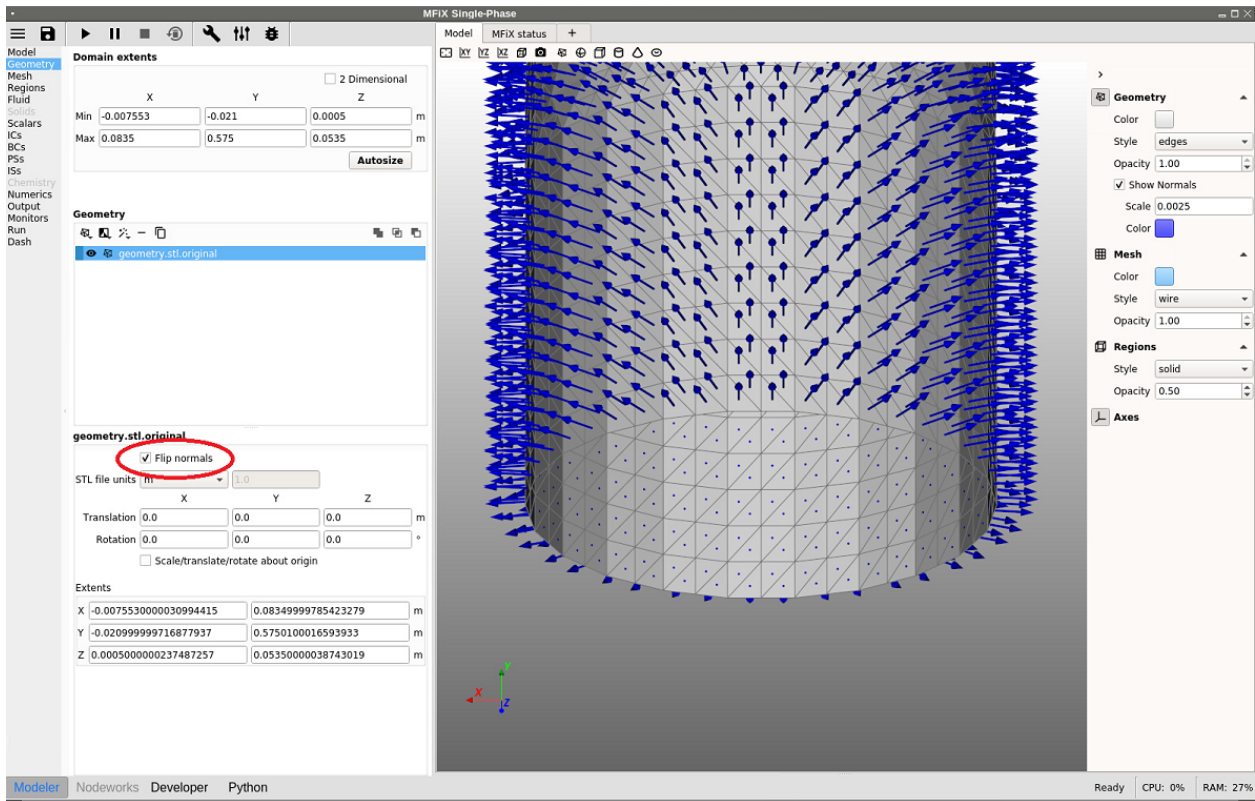 MFiX Single-Phase
Model
Geometry
Mesh
Regions
Fluid
Solids
Scalars
ICs
BCs
PSs
ISs
Chemistry
Numerics
Output
Monitors
Run
Dash
Domain extents
2 Dimensional
X Y Z
Min -0.007553 -0.021 0.0005 m
Max 0.0835 0.575 0.0535 m
Autosize
Geometry
geometry.stl.original
geometry.stl.original
Flip normals
STL file units m 1.0
X Y Z
Translation 0.0 0.0 0.0 m
Rotation 0.0 0.0 0.0 °
Scale/translate/rotate about origin
Extents
X -0.0075530000030994415 0.08349999785423279 m
Y -0.020999999716877937 0.5750100016593933 m
Z 0.0005000000237487257 0.05350000038743019 m
Model MFiX status +
XY YZ XZ
Y
X
Z
Geometry
Color
Style edges
Opacity 1.00
Show Normals
Scale 0.0025
Color
Mesh
Color
Style wire
Opacity 1.00
Regions
Style solid
Opacity 0.50
Axes
Modeler Nodeworks Developer Python
Ready CPU: 0% RAM: 27%